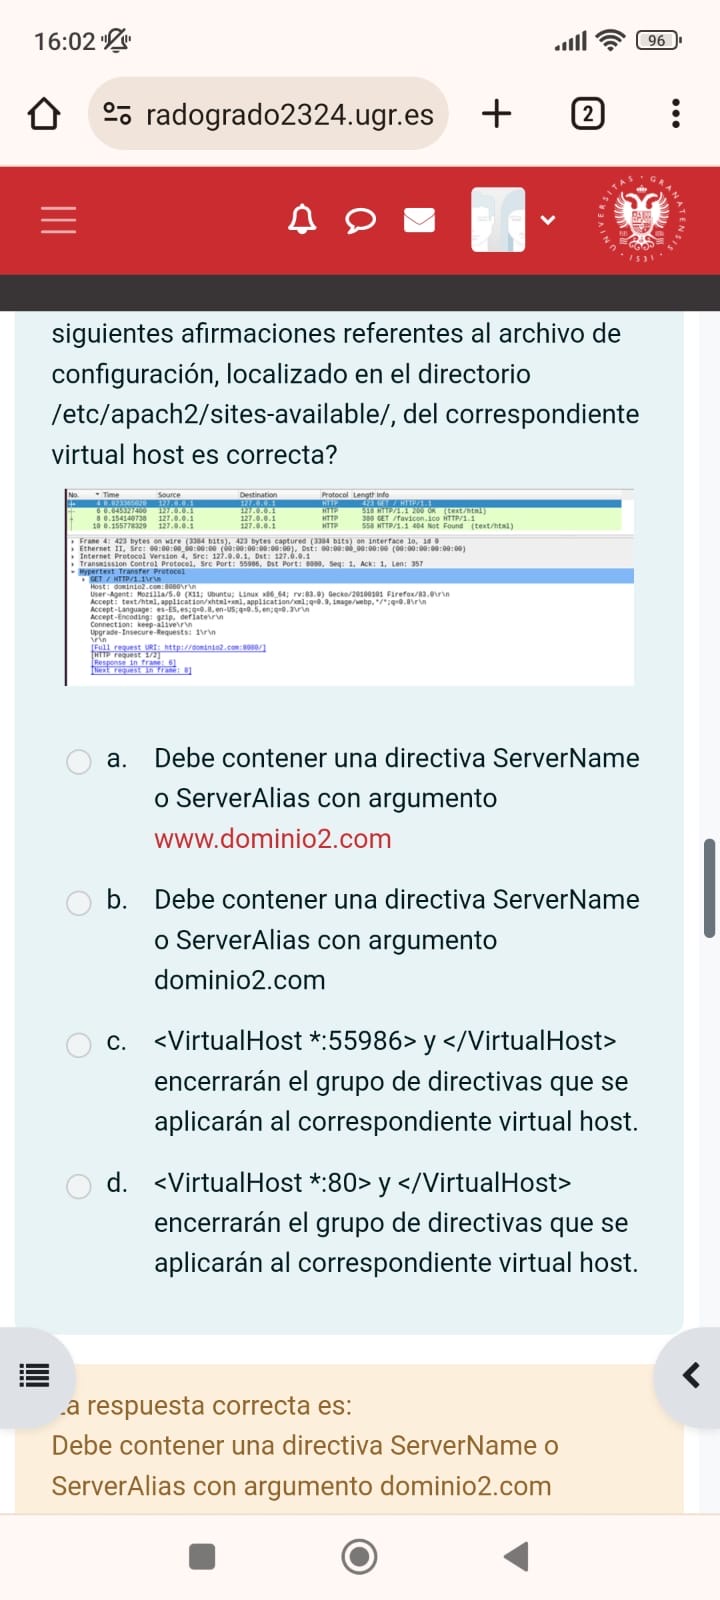 16:02
96
radogrado2324.ugr.es
2
UNIVERSITAS · GRANATENSIS · 1531 ·
siguientes afirmaciones referentes al archivo de
configuración, localizado en el directorio
/etc/apach2/sites-available/, del correspondiente
virtual host es correcta?
No. Time Source Destination Protocol Length Info
4 0.023365020 127.0.0.1 127.0.0.1 HTTP 423 GET / HTTP/1.1
6 0.045327400 127.0.0.1 127.0.0.1 HTTP 518 HTTP/1.1 200 OK (text/html)
8 0.154140738 127.0.0.1 127.0.0.1 HTTP 380 GET /favicon.ico HTTP/1.1
10 0.155778329 127.0.0.1 127.0.0.1 HTTP 558 HTTP/1.1 404 Not Found (text/html)
Frame 4: 423 bytes on wire (3384 bits), 423 bytes captured (3384 bits) on interface lo, id 0
Ethernet II, Src: 00:00:00_00:00:00 (00:00:00:00:00:00), Dst: 00:00:00_00:00:00 (00:00:00:00:00:00)
Internet Protocol Version 4, Src: 127.0.0.1, Dst: 127.0.0.1
Transmission Control Protocol, Src Port: 55986, Dst Port: 8080, Seq: 1, Ack: 1, Len: 357
Hypertext Transfer Protocol
GET / HTTP/1.1\r\n
Host: dominio2.com:8080\r\n
User-Agent: Mozilla/5.0 (X11; Ubuntu; Linux x86_64; rv:83.0) Gecko/20100101 Firefox/83.0\r\n
Accept: text/html,application/xhtml+xml,application/xml;q=0.9,image/webp,*/*;q=0.8\r\n
Accept-Language: es-ES,es;q=0.8,en-US;q=0.5,en;q=0.3\r\n
Accept-Encoding: gzip, deflate\r\n
Connection: keep-alive\r\n
Upgrade-Insecure-Requests: 1\r\n
\r\n
[Full request URI: http://dominio2.com:8080/]
[HTTP request 1/2]
[Response in frame: 6]
[Next request in frame: 8]
a. Debe contener una directiva ServerName
o ServerAlias con argumento
www.dominio2.com
b. Debe contener una directiva ServerName
o ServerAlias con argumento
dominio2.com
c. <VirtualHost *:55986> y </VirtualHost>
encerrarán el grupo de directivas que se
aplicarán al correspondiente virtual host.
d. <VirtualHost *:80> y </VirtualHost>
encerrarán el grupo de directivas que se
aplicarán al correspondiente virtual host.
a respuesta correcta es:
Debe contener una directiva ServerName o
ServerAlias con argumento dominio2.com